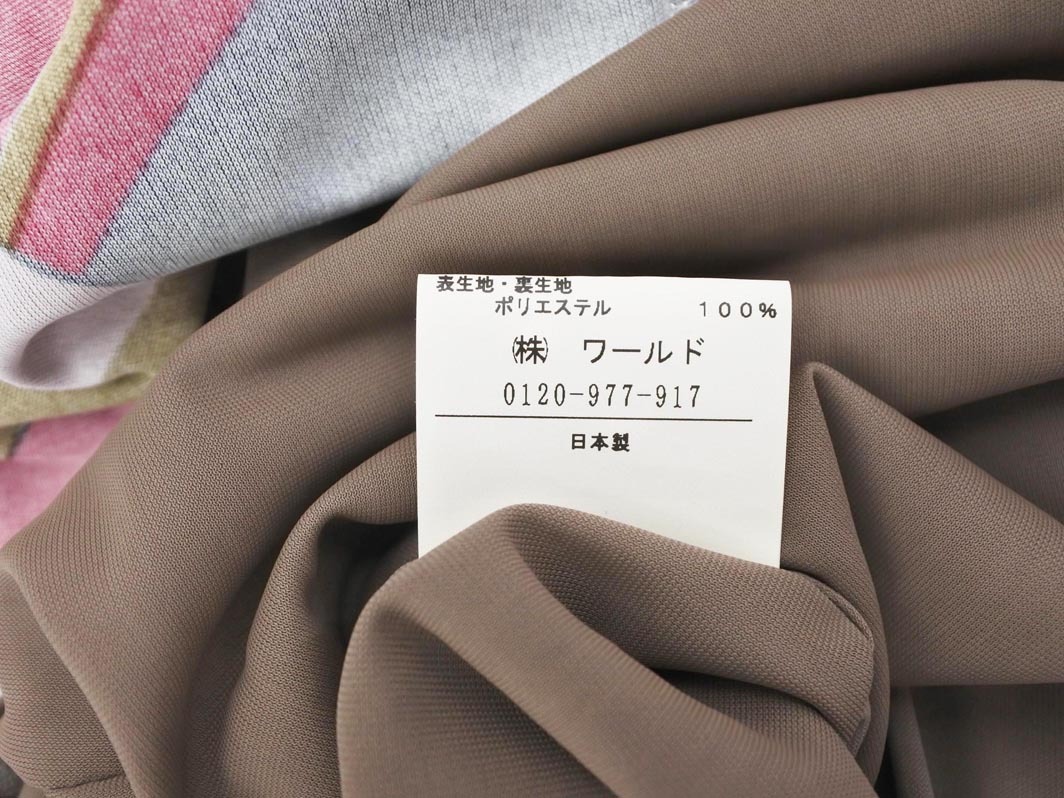 表生地・裏生地
ポリエステル 100%
㈱ ワールド
0120-977-917
日本製